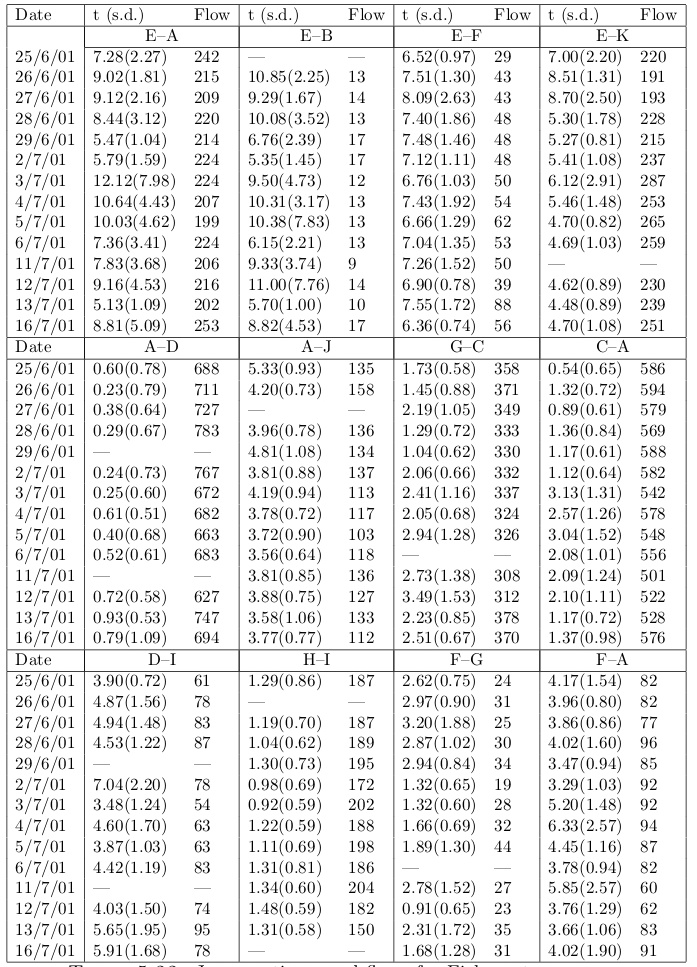 Date t (s.d.) Flow t (s.d.) Flow t (s.d.) Flow t (s.d.) Flow
E–A E–B E–F E–K
25/6/01 7.28(2.27) 242 — — 6.52(0.97) 29 7.00(2.20) 220
26/6/01 9.02(1.81) 215 10.85(2.25) 13 7.51(1.30) 43 8.51(1.31) 191
27/6/01 9.12(2.16) 209 9.29(1.67) 14 8.09(2.63) 43 8.70(2.50) 193
28/6/01 8.44(3.12) 220 10.08(3.52) 13 7.40(1.86) 48 5.30(1.78) 228
29/6/01 5.47(1.04) 214 6.76(2.39) 17 7.48(1.46) 48 5.27(0.81) 215
2/7/01 5.79(1.59) 224 5.35(1.45) 17 7.12(1.11) 48 5.41(1.08) 237
3/7/01 12.12(7.98) 224 9.50(4.73) 12 6.76(1.03) 50 6.12(2.91) 287
4/7/01 10.64(4.43) 207 10.31(3.17) 13 7.43(1.92) 54 5.46(1.48) 253
5/7/01 10.03(4.62) 199 10.38(7.83) 13 6.66(1.29) 62 4.70(0.82) 265
6/7/01 7.36(3.41) 224 6.15(2.21) 13 7.04(1.35) 53 4.69(1.03) 259
11/7/01 7.83(3.68) 206 9.33(3.74) 9 7.26(1.52) 50 — —
12/7/01 9.16(4.53) 216 11.00(7.76) 14 6.90(0.78) 39 4.62(0.89) 230
13/7/01 5.13(1.09) 202 5.70(1.00) 10 7.55(1.72) 88 4.48(0.89) 239
16/7/01 8.81(5.09) 253 8.82(4.53) 17 6.36(0.74) 56 4.70(1.08) 251
Date A–D A–J G–C C–A
25/6/01 0.60(0.78) 688 5.33(0.93) 135 1.73(0.58) 358 0.54(0.65) 586
26/6/01 0.23(0.79) 711 4.20(0.73) 158 1.45(0.88) 371 1.32(0.72) 594
27/6/01 0.38(0.64) 727 — — 2.19(1.05) 349 0.89(0.61) 579
28/6/01 0.29(0.67) 783 3.96(0.78) 136 1.29(0.72) 333 1.36(0.84) 569
29/6/01 — — 4.81(1.08) 134 1.04(0.62) 330 1.17(0.61) 588
2/7/01 0.24(0.73) 767 3.81(0.88) 137 2.06(0.66) 332 1.12(0.64) 582
3/7/01 0.25(0.60) 672 4.19(0.94) 113 2.41(1.16) 337 3.13(1.31) 542
4/7/01 0.61(0.51) 682 3.78(0.72) 117 2.05(0.68) 324 2.57(1.26) 578
5/7/01 0.40(0.68) 663 3.72(0.90) 103 2.94(1.28) 326 3.04(1.52) 548
6/7/01 0.52(0.61) 683 3.56(0.64) 118 — — 2.08(1.01) 556
11/7/01 — — 3.81(0.85) 136 2.73(1.38) 308 2.09(1.24) 501
12/7/01 0.72(0.58) 627 3.88(0.75) 127 3.49(1.53) 312 2.10(1.11) 522
13/7/01 0.93(0.53) 747 3.58(1.06) 133 2.23(0.85) 378 1.17(0.72) 528
16/7/01 0.79(1.09) 694 3.77(0.77) 112 2.51(0.67) 370 1.37(0.98) 576
Date D–I H–I F–G F–A
25/6/01 3.90(0.72) 61 1.29(0.86) 187 2.62(0.75) 24 4.17(1.54) 82
26/6/01 4.87(1.56) 78 — — 2.97(0.90) 31 3.96(0.80) 82
27/6/01 4.94(1.48) 83 1.19(0.70) 187 3.20(1.88) 25 3.86(0.86) 77
28/6/01 4.53(1.22) 87 1.04(0.62) 189 2.87(1.02) 30 4.02(1.60) 96
29/6/01 — — 1.30(0.73) 195 2.94(0.84) 34 3.47(0.94) 85
2/7/01 7.04(2.20) 78 0.98(0.69) 172 1.32(0.65) 19 3.29(1.03) 92
3/7/01 3.48(1.24) 54 0.92(0.59) 202 1.32(0.60) 28 5.20(1.48) 92
4/7/01 4.60(1.70) 63 1.22(0.59) 188 1.66(0.69) 32 6.33(2.57) 94
5/7/01 3.87(1.03) 63 1.11(0.69) 198 1.89(1.30) 44 4.45(1.16) 87
6/7/01 4.42(1.19) 83 1.31(0.81) 186 — — 3.78(0.94) 82
11/7/01 — — 1.34(0.60) 204 2.78(1.52) 27 5.85(2.57) 60
12/7/01 4.03(1.50) 74 1.48(0.59) 182 0.91(0.65) 23 3.76(1.29) 62
13/7/01 5.65(1.95) 95 1.31(0.58) 150 2.31(1.72) 35 3.66(1.06) 83
16/7/01 5.91(1.68) 78 — — 1.68(1.28) 31 4.02(1.90) 91